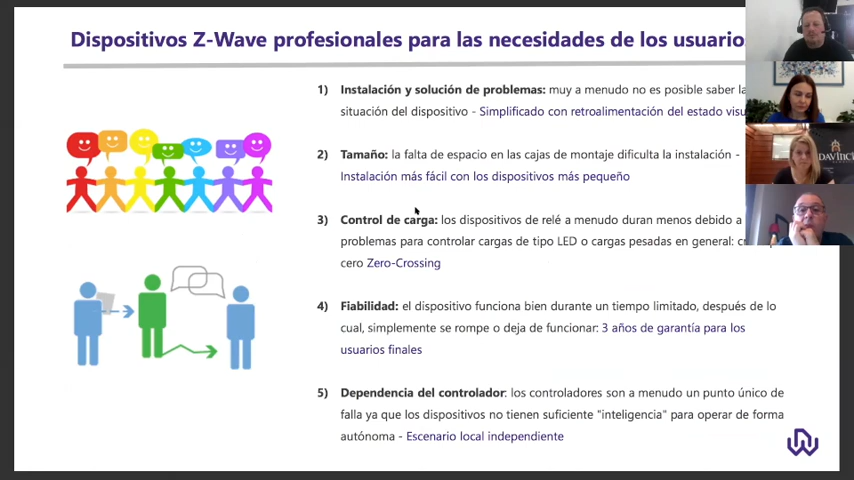 Dispositivos Z-Wave profesionales para las necesidades de los usuario
1) Instalación y solución de problemas: muy a menudo no es posible saber la
situación del dispositivo - Simplificado con retroalimentación del estado visu
2) Tamaño: la falta de espacio en las cajas de montaje dificulta la instalación -
Instalación más fácil con los dispositivos más pequeño
3) Control de carga: los dispositivos de relé a menudo duran menos debido a
problemas para controlar cargas de tipo LED o cargas pesadas en general:
cero Zero-Crossing
4) Fiabilidad: el dispositivo funciona bien durante un tiempo limitado, después de lo
cual, simplemente se rompe o deja de funcionar: 3 años de garantía para los
usuarios finales
5) Dependencia del controlador: los controladores son a menudo un punto único de
falla ya que los dispositivos no tienen suficiente "inteligencia" para operar de forma
autónoma - Escenario local independiente
DAVINCI